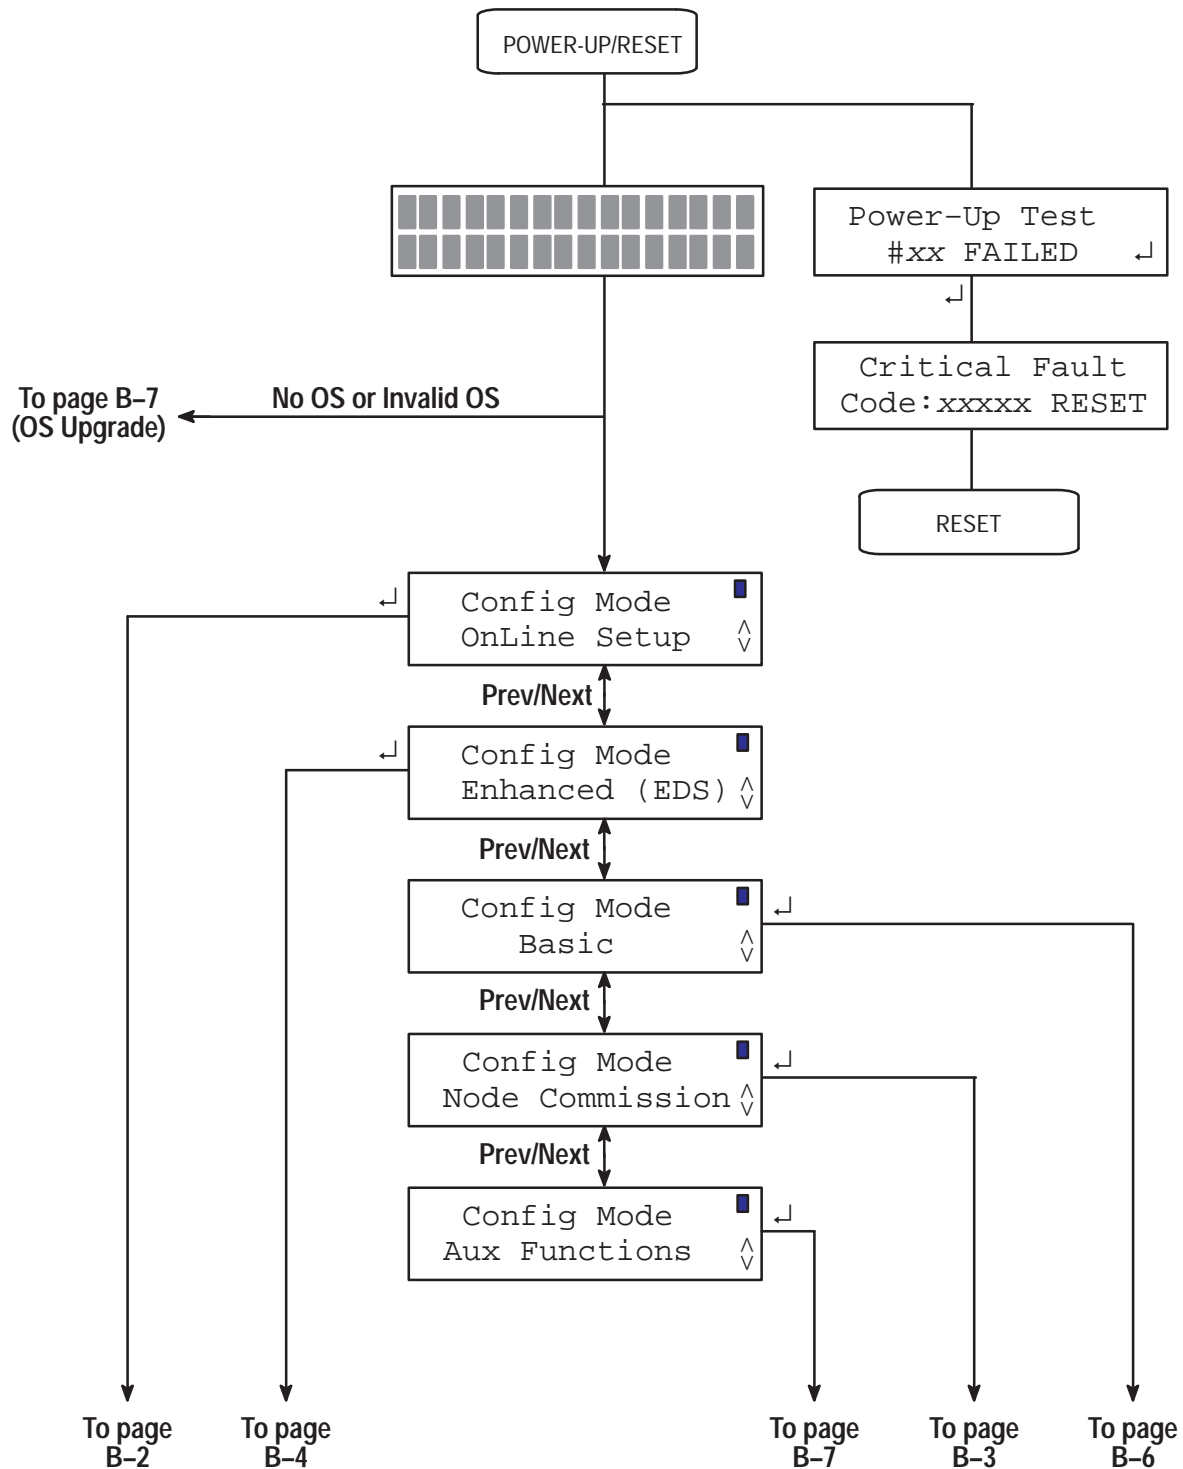 POWER-UP/RESET
Power–Up Test
#xx FAILED ↵
↵
Critical Fault
Code:xxxxx RESET
To page B–7
(OS Upgrade)
No OS or Invalid OS
RESET
↵
Config Mode
OnLine Setup
Prev/Next
↵
Config Mode
Enhanced (EDS)
Prev/Next
Config Mode
Basic
↵
Prev/Next
Config Mode
Node Commission
↵
Prev/Next
Config Mode
Aux Functions
↵
To page
B–2
To page
B–4
To page
B–7
To page
B–3
To page
B–6